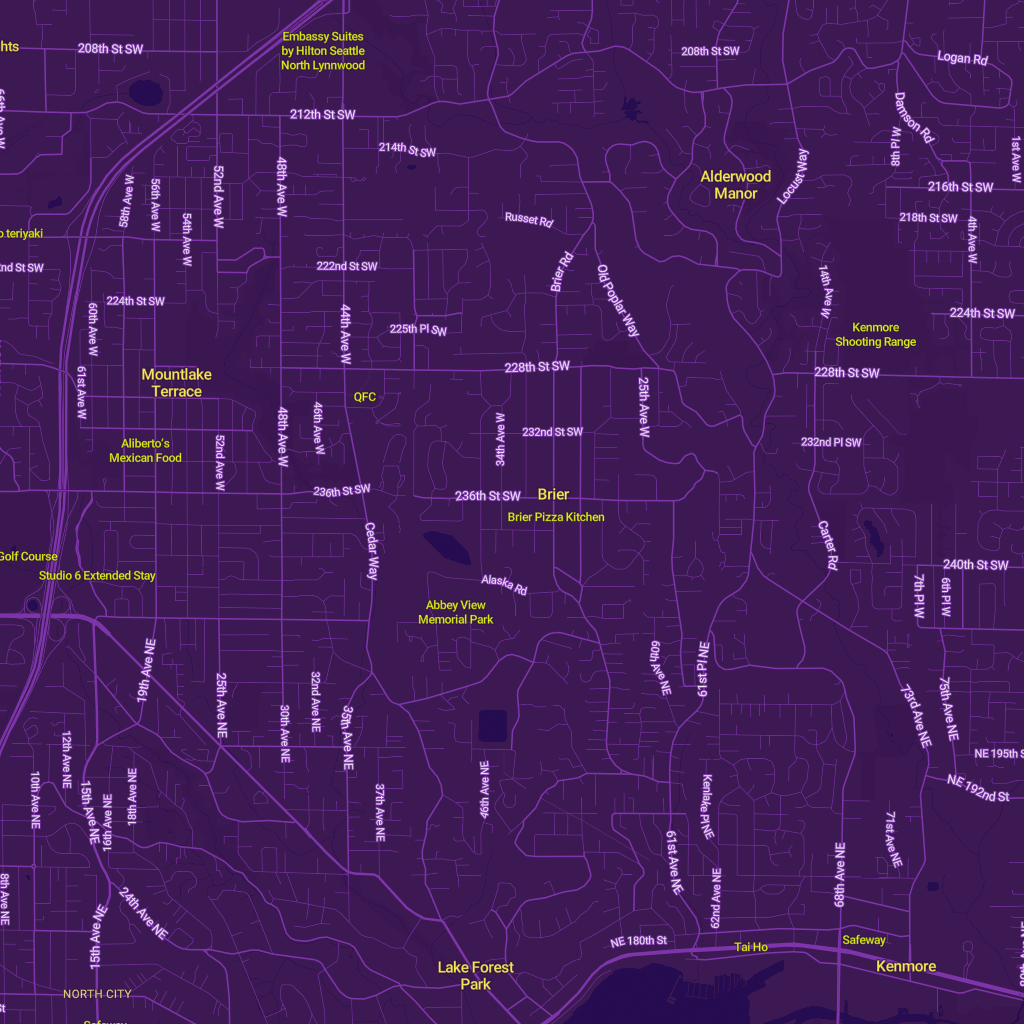 hts
208th St SW
Embassy Suites
by Hilton Seattle
North Lynnwood
208th St SW
Logan Rd
66th Ave W
212th St SW
Damson Rd
214th St SW
8th Pl W
1st Ave W
Alderwood
Manor
Locust Way
58th Ave W
56th Ave W
54th Ave W
52nd Ave W
48th Ave W
216th St SW
218th St SW
4th Ave W
Russet Rd
o teriyaki
nd St SW
222nd St SW
Brier Rd
Old Poplar Way
14th Ave W
224th St SW
60th Ave W
44th Ave W
225th Pl SW
224th St SW
Kenmore
Shooting Range
61st Ave W
Mountlake
Terrace
228th St SW
228th St SW
QFC
25th Ave W
48th Ave W
46th Ave W
34th Ave W
232nd St SW
232nd Pl SW
Aliberto's
Mexican Food
52nd Ave W
236th St SW
236th St SW
Brier
Brier Pizza Kitchen
Cedar Way
Carter Rd
Golf Course
Studio 6 Extended Stay
240th St SW
Alaska Rd
7th Pl W
6th Pl W
Abbey View
Memorial Park
19th Ave NE
25th Ave NE
32nd Ave NE
30th Ave NE
35th Ave NE
60th Ave NE
61st Pl NE
73rd Ave NE
75th Ave NE
12th Ave NE
NE 195th S
10th Ave NE
15th Ave NE
16th Ave NE
18th Ave NE
37th Ave NE
46th Ave NE
Kenlake Pl NE
NE 192nd St
71st Ave NE
61st Ave NE
62nd Ave NE
68th Ave NE
8th Ave NE
24th Ave NE
15th Ave NE
NE 180th St
Tai Ho
Safeway
Lake Forest
Park
Kenmore
NORTH CITY
St
Safeway